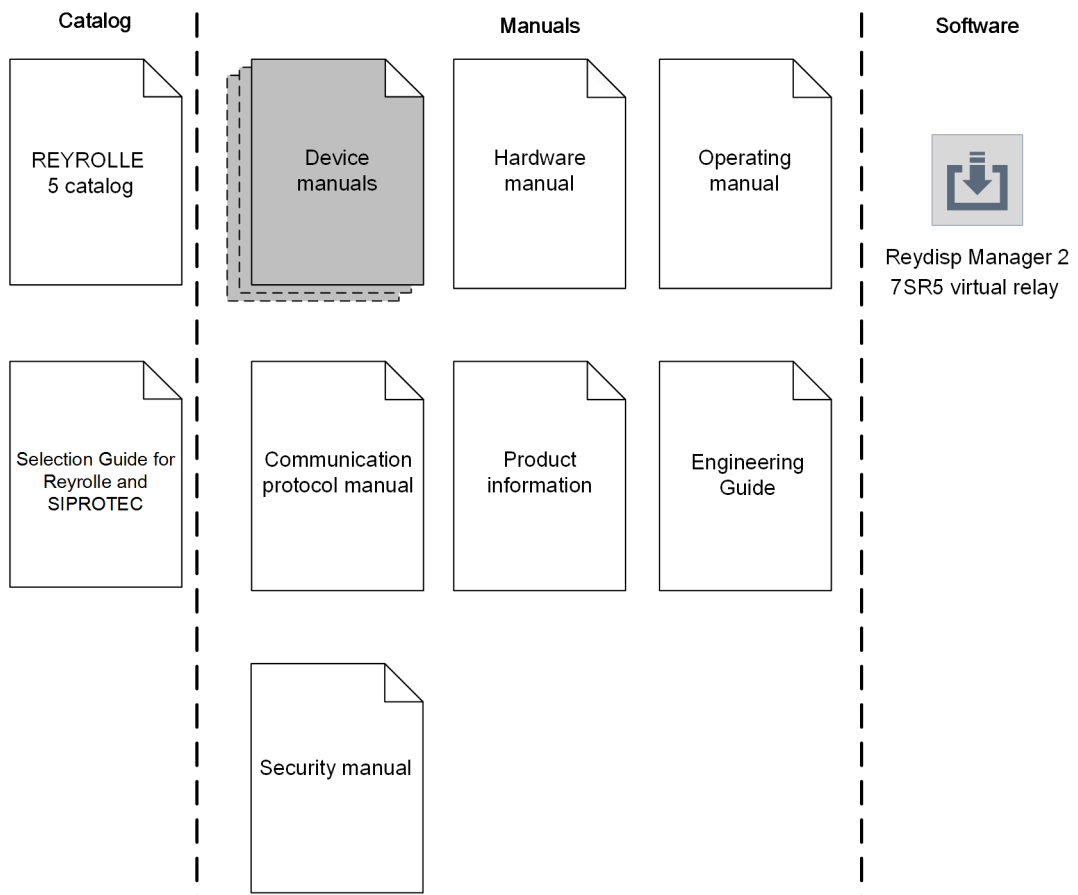 Catalog
Manuals
Software
REYROLLE
5 catalog
Device
manuals
Hardware
manual
Operating
manual
Reydisp Manager 2
7SR5 virtual relay
Selection Guide for
Reyrolle and
SIPROTEC
Communication
protocol manual
Product
information
Engineering
Guide
Security manual